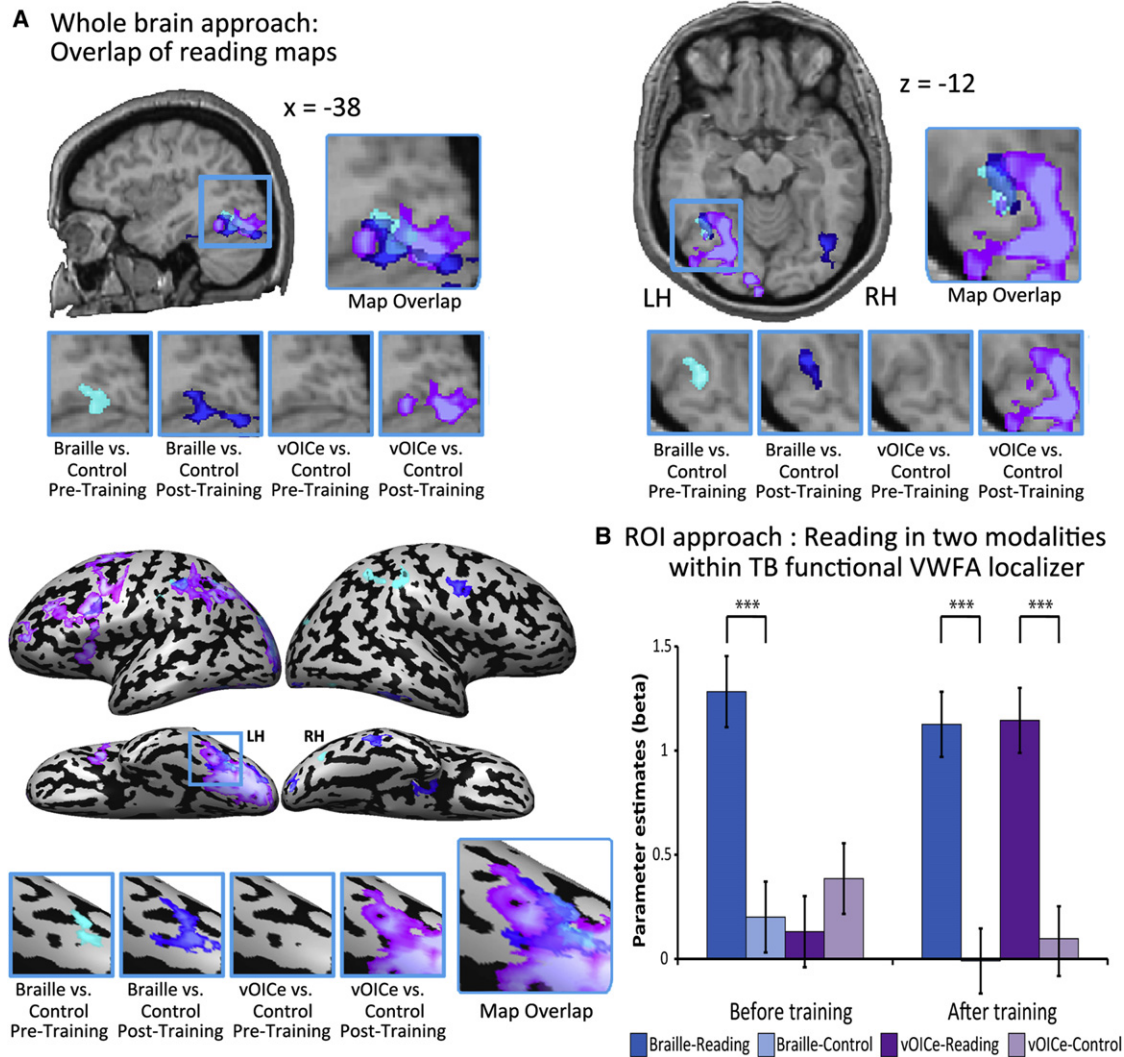 A Whole brain approach:
Overlap of reading maps
x = -38
Map Overlap
Braille vs.
Control
Pre-Training
Braille vs.
Control
Post-Training
vOICe vs.
Control
Pre-Training
vOICe vs.
Control
Post-Training
z = -12
LH
RH
Map Overlap
Braille vs.
Control
Pre-Training
Braille vs.
Control
Post-Training
vOICe vs.
Control
Pre-Training
vOICe vs.
Control
Post-Training
LH
RH
Braille vs.
Control
Pre-Training
Braille vs.
Control
Post-Training
vOICe vs.
Control
Pre-Training
vOICe vs.
Control
Post-Training
Map Overlap
B ROI approach : Reading in two modalities
within TB functional VWFA localizer
*** *** ***
Parameter estimates (beta)
1.5
1
0.5
0
Before training
After training
Braille-Reading Braille-Control vOICe-Reading vOICe-Control